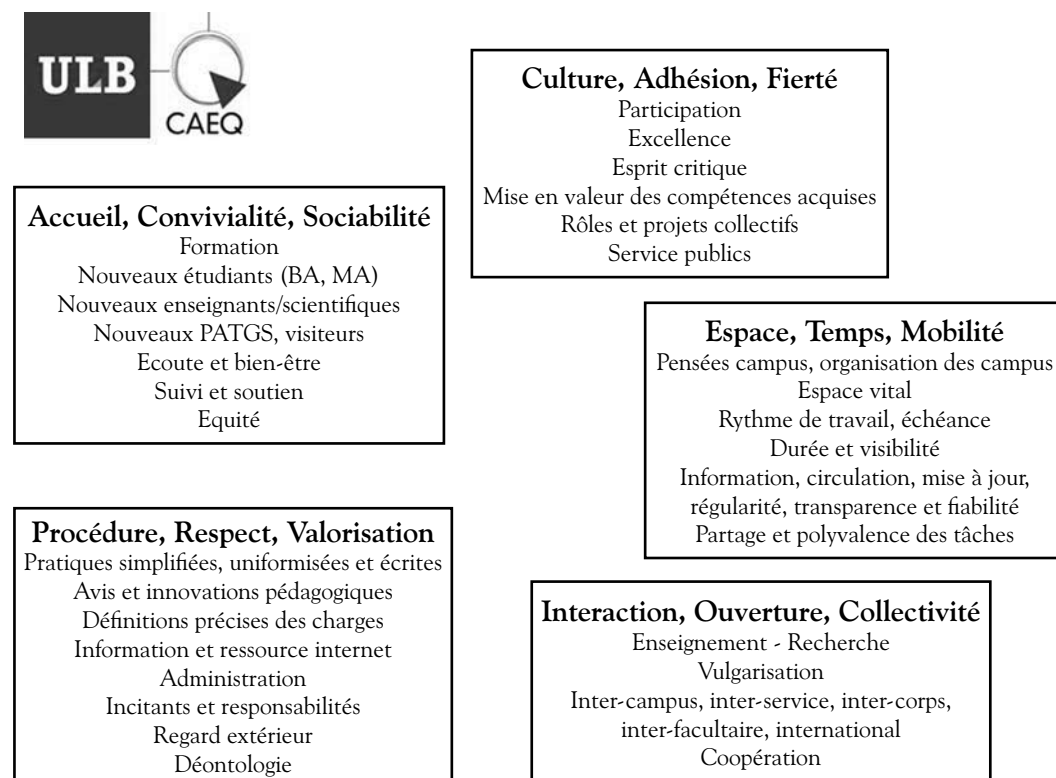 ULB
CAEQ
Culture, Adhésion, Fierté
Participation
Excellence
Esprit critique
Mise en valeur des compétences acquises
Rôles et projets collectifs
Service publics
Accueil, Convivialité, Sociabilité
Formation
Nouveaux étudiants (BA, MA)
Nouveaux enseignants/scientifiques
Nouveaux PATGS, visiteurs
Ecoute et bien-être
Suivi et soutien
Equité
Espace, Temps, Mobilité
Pensées campus, organisation des campus
Espace vital
Rythme de travail, échéance
Durée et visibilité
Information, circulation, mise à jour,
régularité, transparence et fiabilité
Partage et polyvalence des tâches
Procédure, Respect, Valorisation
Pratiques simplifiées, uniformisées et écrites
Avis et innovations pédagogiques
Définitions précises des charges
Information et ressource internet
Administration
Incitants et responsabilités
Regard extérieur
Déontologie
Interaction, Ouverture, Collectivité
Enseignement - Recherche
Vulgarisation
Inter-campus, inter-service, inter-corps,
inter-facultaire, international
Coopération